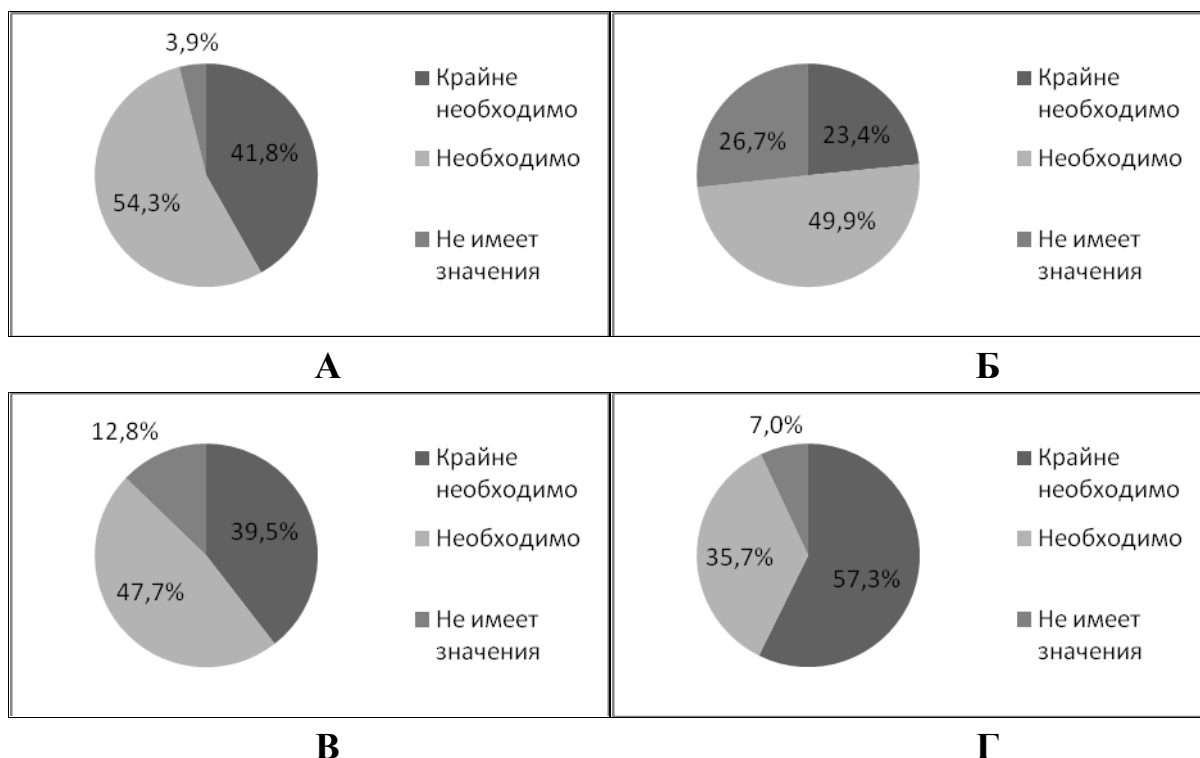 3,9%
41,8%
54,3%
Крайне
необходимо
Необходимо
Не имеет
значения
А
26,7%
23,4%
49,9%
Крайне
необходимо
Необходимо
Не имеет
значения
Б
12,8%
39,5%
47,7%
Крайне
необходимо
Необходимо
Не имеет
значения
В
7,0%
35,7%
57,3%
Крайне
необходимо
Необходимо
Не имеет
значения
Г